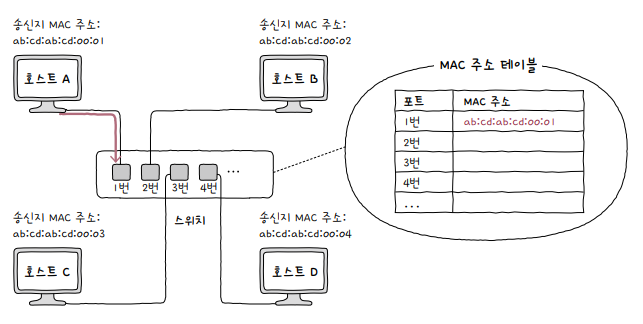 송신지 MAC 주소:
ab:cd:ab:cd:00:01
호스트 A
송신지 MAC 주소:
ab:cd:ab:cd:00:02
호스트 B
MAC 주소 테이블
포트 MAC 주소
1번 ab:cd:ab:cd:00:01
2번
3번
4번
...
...
1번 2번 3번 4번
스위치
송신지 MAC 주소:
ab:cd:ab:cd:00:03
호스트 C
송신지 MAC 주소:
ab:cd:ab:cd:00:04
호스트 D